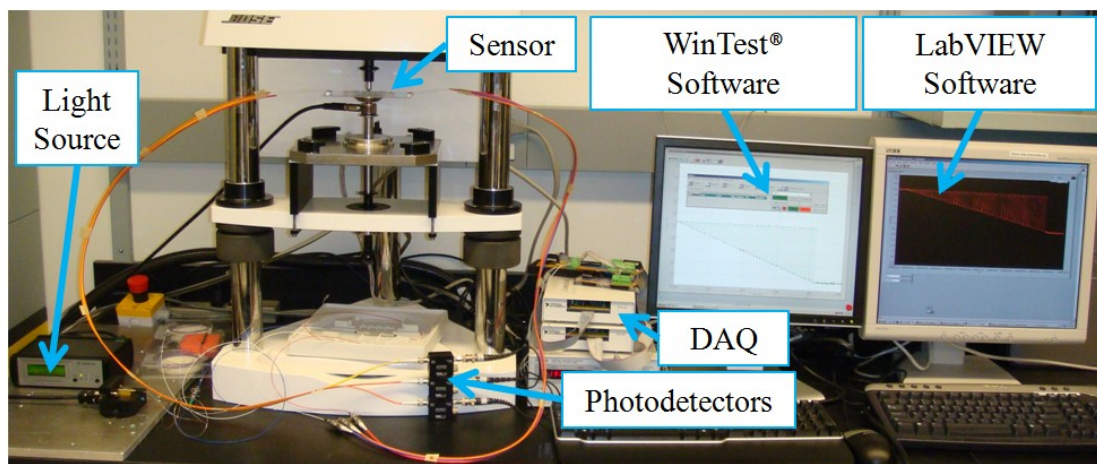 BOSE
Sensor
WinTest®
Software
LabVIEW
Software
Light
Source
DAQ
Photodetectors